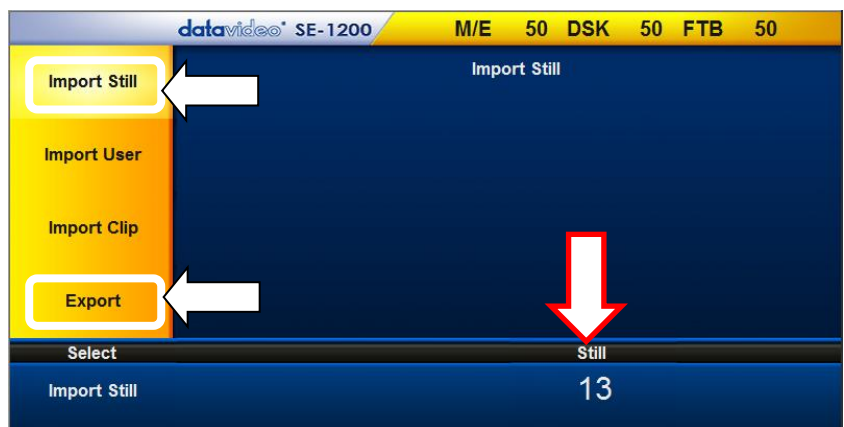 datavideo SE-1200 M/E 50 DSK 50 FTB 50
Import Still
Import Still
Import User
Import Clip
Export
Select Still
Import Still 13